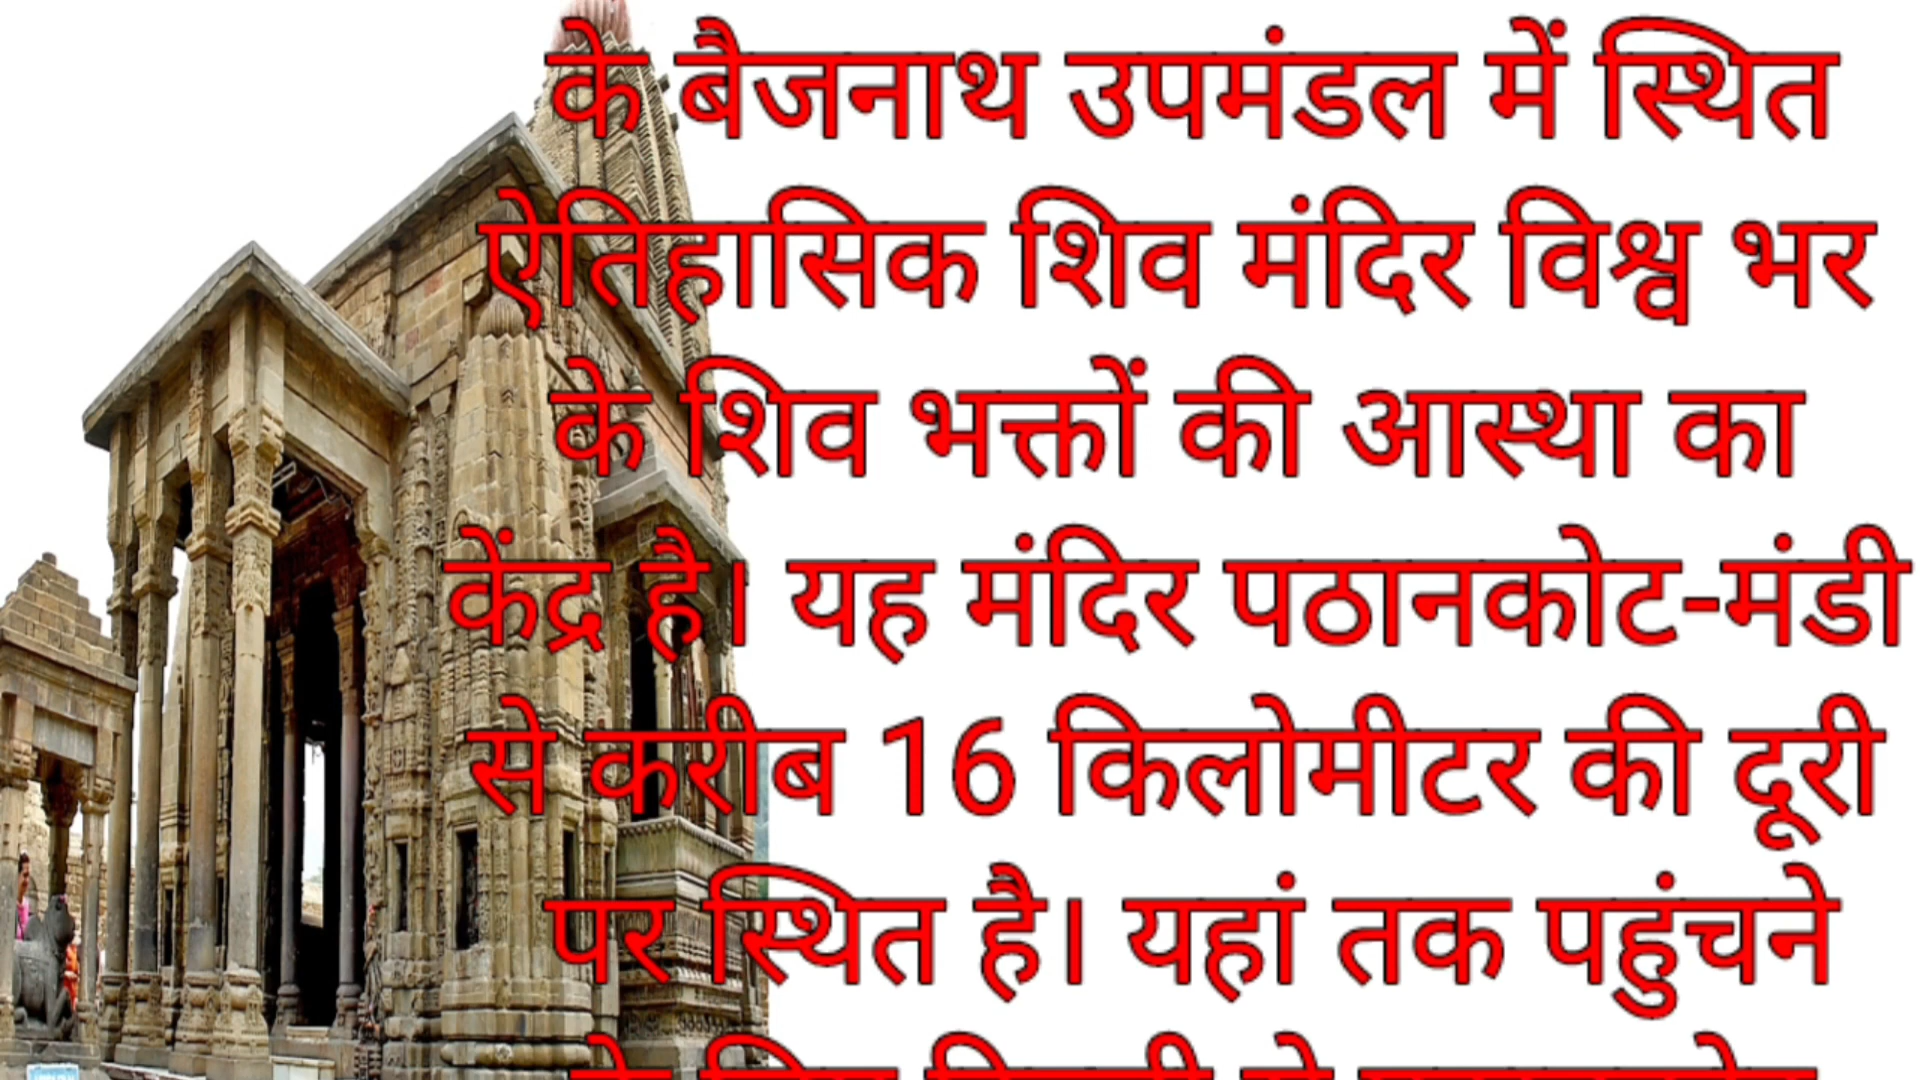 के बैजनाथ उपमंडल में स्थित
ऐतिहासिक शिव मंदिर विश्व भर
के शिव भक्तों की आस्था का
केंद्र है। यह मंदिर पठानकोट-मंडी
से करीब 16 किलोमीटर की दूरी
पर स्थित है। यहां तक पहुंचने